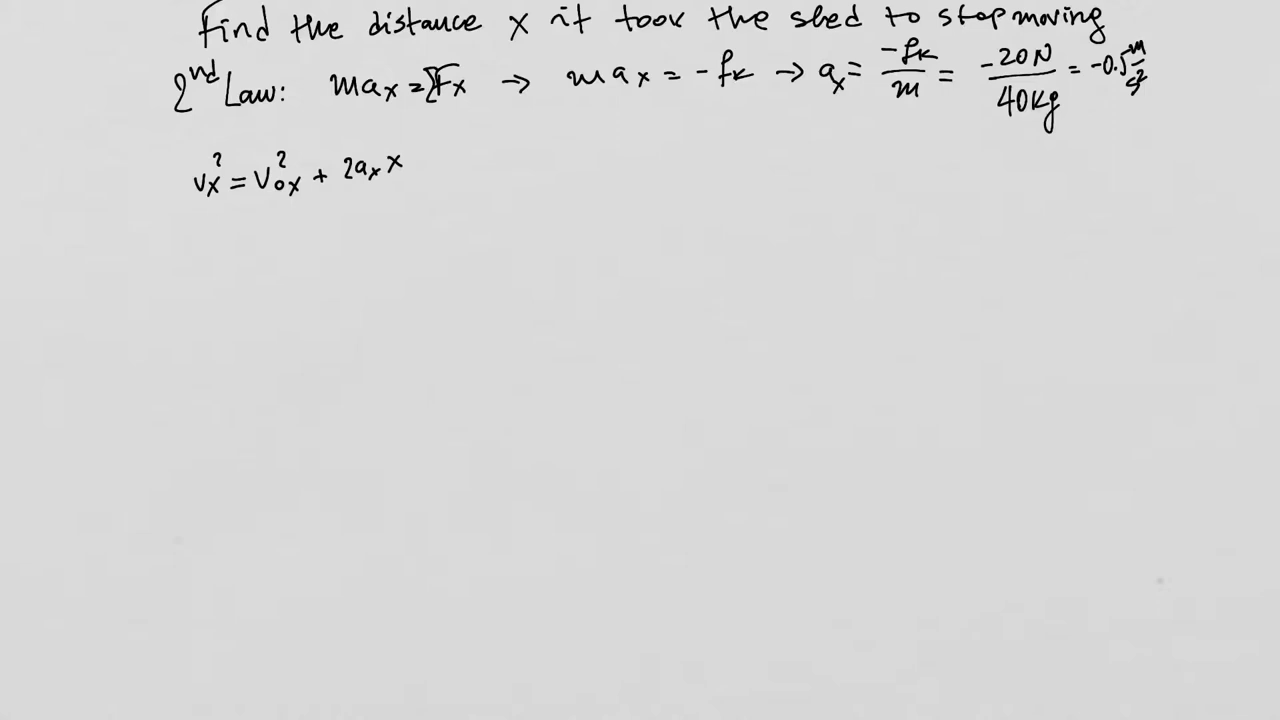 Find the distance x it took the sled to stop moving
2nd Law: max = ΣFx → max = -fk → ax = -fk/m = -20N/40Kg = -0.5 m/s²
vx² = v0x² + 2axx